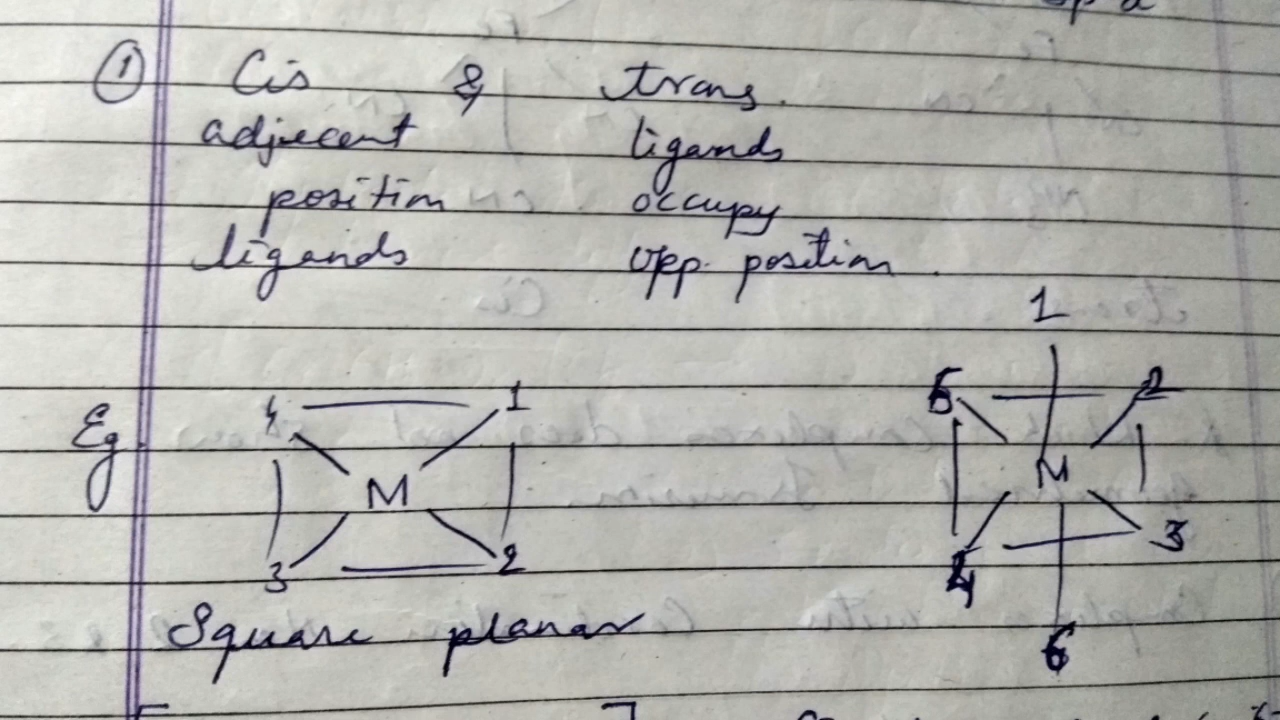 ① Cis & trans.
adjecent ligands
position occupy
ligands opp. position.
1
4 1 5 2
Eg. M M
3 2 4 3
6
Square planar